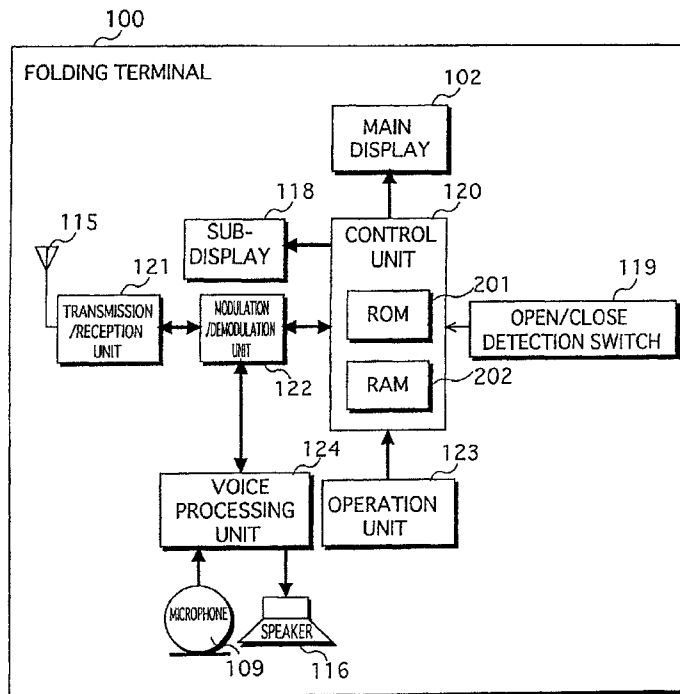 100
FOLDING TERMINAL
102
MAIN
DISPLAY
118
SUB-
DISPLAY
120
CONTROL
UNIT
115
121
TRANSMISSION
/RECEPTION
UNIT
MODULATION
/DEMODULATION
UNIT
122
201
ROM
202
RAM
119
OPEN/CLOSE
DETECTION SWITCH
124
VOICE
PROCESSING
UNIT
123
OPERATION
UNIT
MICROPHONE
109
SPEAKER
116